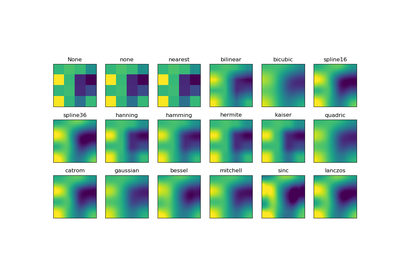 None none nearest bilinear bicubic spline16
spline36 hanning hamming hermite kaiser quadric
catrom gaussian bessel mitchell sinc lanczos